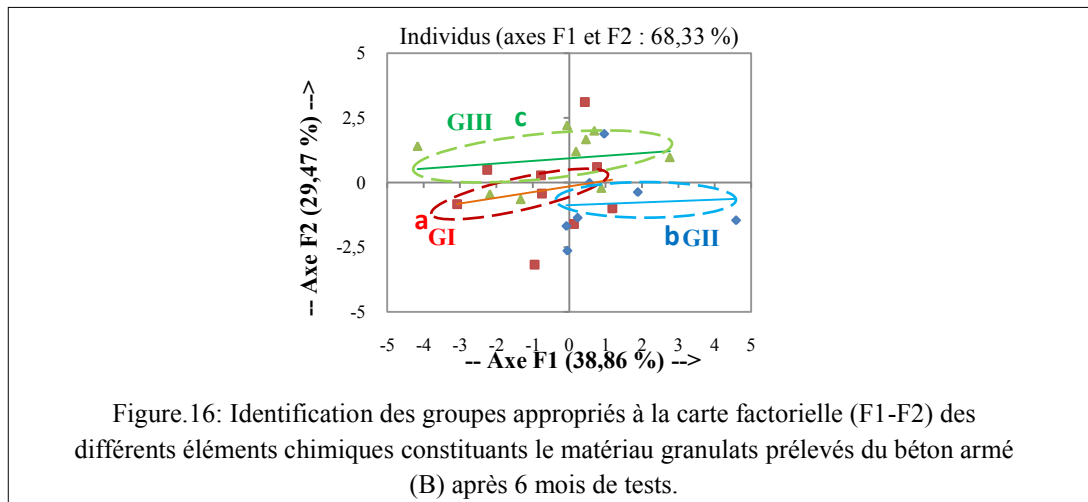 Individus (axes F1 et F2 : 68,33 %)
5
2,5
0
-2,5
-5
-- Axe F2 (29,47 %) -->
GIII c
a GI
b GII
-5 -4 -3 -2 -1 0 1 2 3 4 5
-- Axe F1 (38,86 %) -->
Figure.16: Identification des groupes appropriés à la carte factorielle (F1-F2) des
différents éléments chimiques constituants le matériau granulats prélevés du béton armé
(B) après 6 mois de tests.